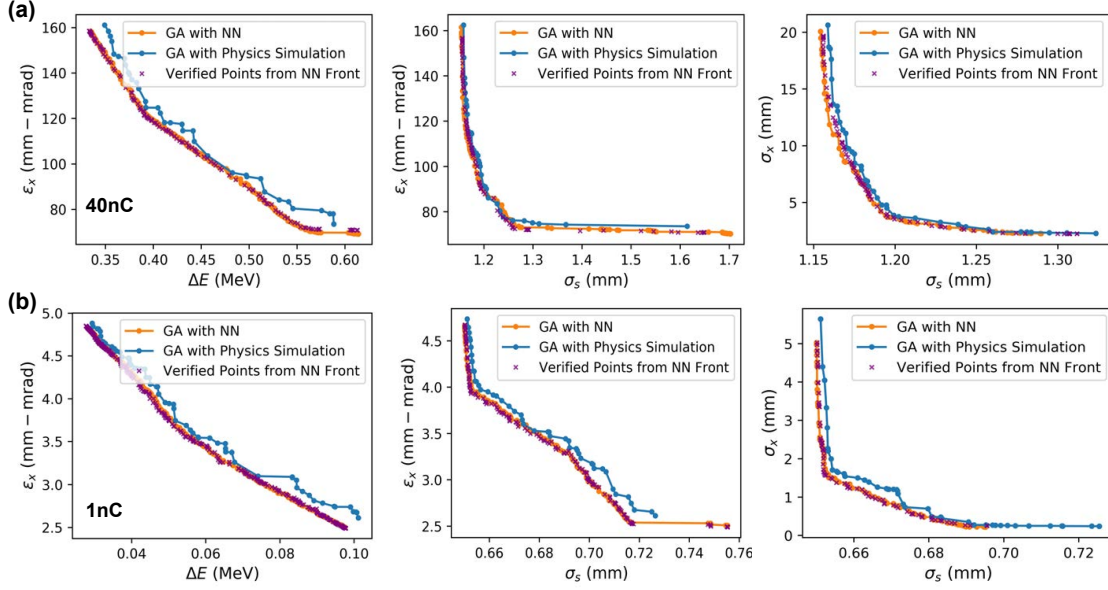 (a)
160
140
120
100
80
εₓ (mm − mrad)
GA with NN
GA with Physics Simulation
Verified Points from NN Front
40nC
0.35 0.40 0.45 0.50 0.55 0.60
ΔE (MeV)
160
140
120
100
80
εₓ (mm − mrad)
GA with NN
GA with Physics Simulation
Verified Points from NN Front
1.2 1.3 1.4 1.5 1.6 1.7
σₛ (mm)
20
15
10
5
σₓ (mm)
GA with NN
GA with Physics Simulation
Verified Points from NN Front
1.15 1.20 1.25 1.30
σₛ (mm)
(b)
5.0
4.5
4.0
3.5
3.0
2.5
εₓ (mm − mrad)
GA with NN
GA with Physics Simulation
Verified Points from NN Front
1nC
0.04 0.06 0.08 0.10
ΔE (MeV)
4.5
4.0
3.5
3.0
2.5
εₓ (mm − mrad)
GA with NN
GA with Physics Simulation
Verified Points from NN Front
0.66 0.68 0.70 0.72 0.74 0.76
σₛ (mm)
5
4
3
2
1
0
σₓ (mm)
GA with NN
GA with Physics Simulation
Verified Points from NN Front
0.66 0.68 0.70 0.72
σₛ (mm)